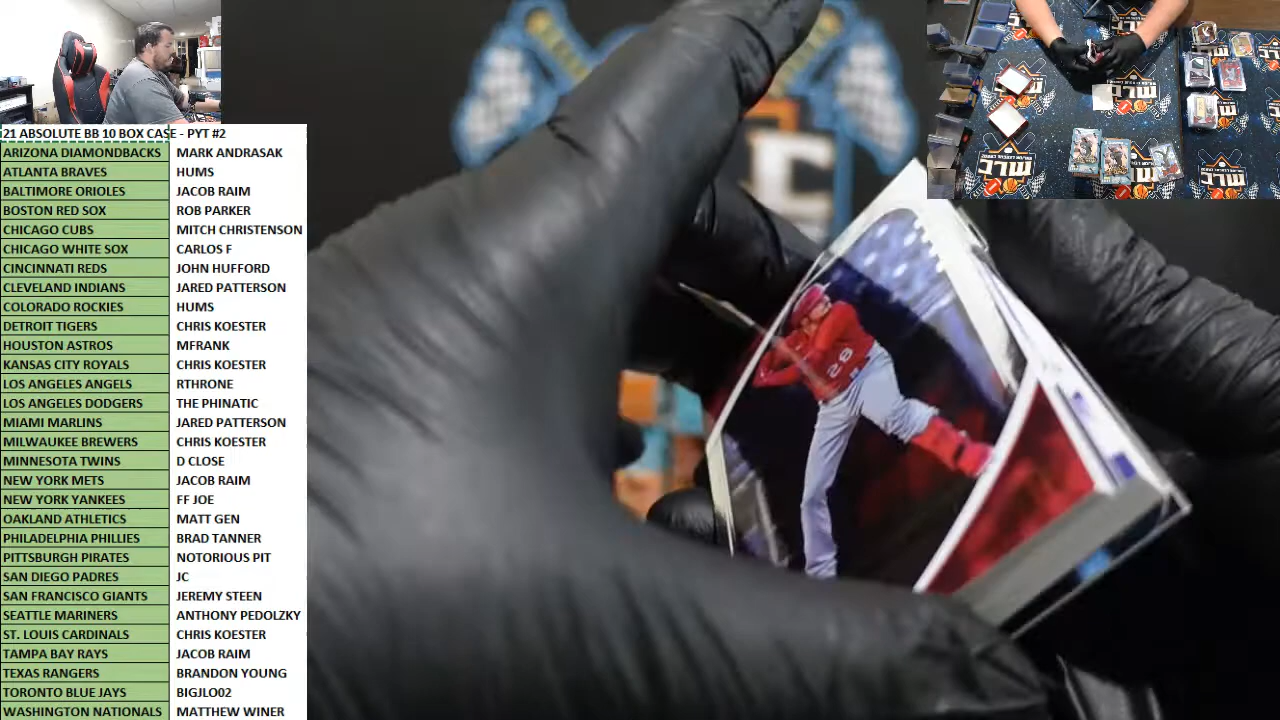 21 ABSOLUTE BB 10 BOX CASE - PYT #2
ARIZONA DIAMONDBACKS MARK ANDRASAK
ATLANTA BRAVES HUMS
BALTIMORE ORIOLES JACOB RAIM
BOSTON RED SOX ROB PARKER
CHICAGO CUBS MITCH CHRISTENSON
CHICAGO WHITE SOX CARLOS F
CINCINNATI REDS JOHN HUFFORD
CLEVELAND INDIANS JARED PATTERSON
COLORADO ROCKIES HUMS
DETROIT TIGERS CHRIS KOESTER
HOUSTON ASTROS MFRANK
KANSAS CITY ROYALS CHRIS KOESTER
LOS ANGELES ANGELS RTHRONE
LOS ANGELES DODGERS THE PHINATIC
MIAMI MARLINS JARED PATTERSON
MILWAUKEE BREWERS CHRIS KOESTER
MINNESOTA TWINS D CLOSE
NEW YORK METS JACOB RAIM
NEW YORK YANKEES FF JOE
OAKLAND ATHLETICS MATT GEN
PHILADELPHIA PHILLIES BRAD TANNER
PITTSBURGH PIRATES NOTORIOUS PIT
SAN DIEGO PADRES JC
SAN FRANCISCO GIANTS JEREMY STEEN
SEATTLE MARINERS ANTHONY PEDOLZKY
ST. LOUIS CARDINALS CHRIS KOESTER
TAMPA BAY RAYS JACOB RAIM
TEXAS RANGERS BRANDON YOUNG
TORONTO BLUE JAYS BIGJLO02
WASHINGTON NATIONALS MATTHEW WINER